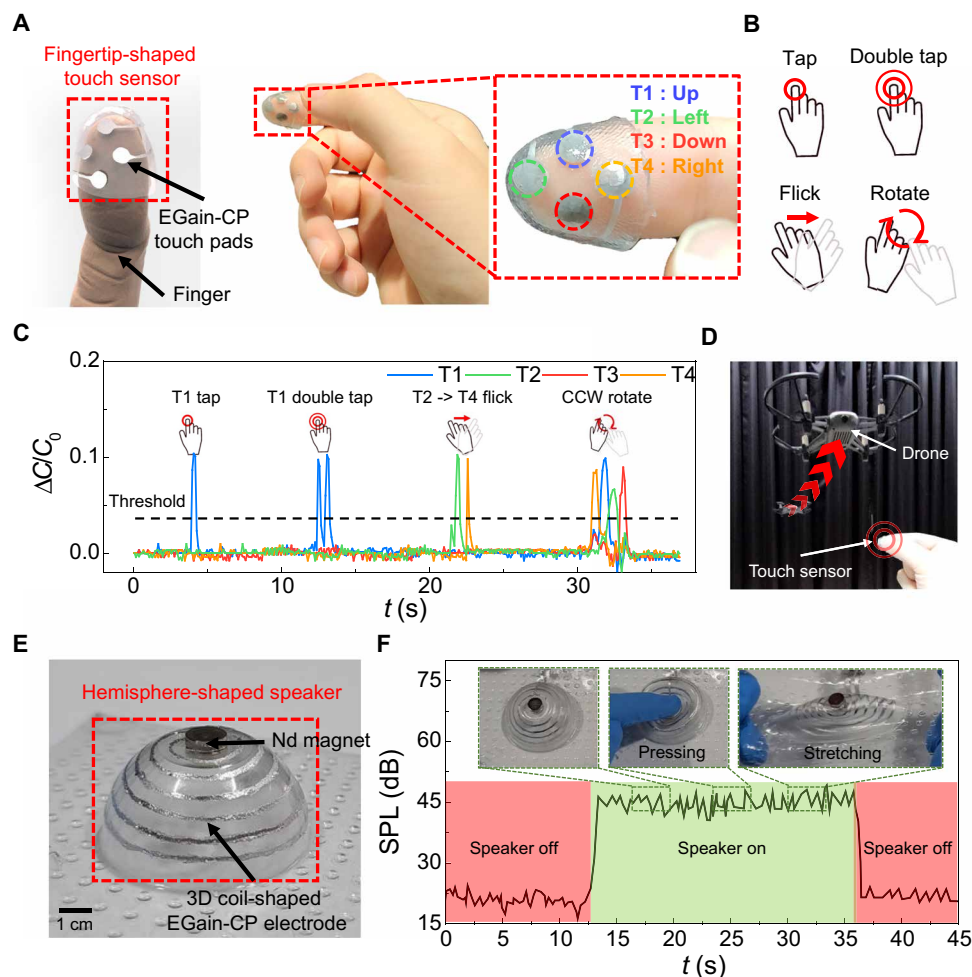 A
Fingertip-shaped
touch sensor
EGain-CP
touch pads
Finger
T1 : Up
T2 : Left
T3 : Down
T4 : Right
B
Tap
Double tap
Flick
Rotate
C
ΔC/C0
0.2
0.1
0.0
T1 T2 T3 T4
T1 tap
T1 double tap
T2 -> T4 flick
CCW rotate
Threshold
0 10 20 30
t (s)
D
Drone
Touch sensor
E
Hemisphere-shaped speaker
Nd magnet
3D coil-shaped
EGain-CP electrode
1 cm
F
SPL (dB)
75
60
45
30
15
Pressing
Stretching
Speaker off
Speaker on
Speaker off
0 5 10 15 20 25 30 35 40 45
t (s)